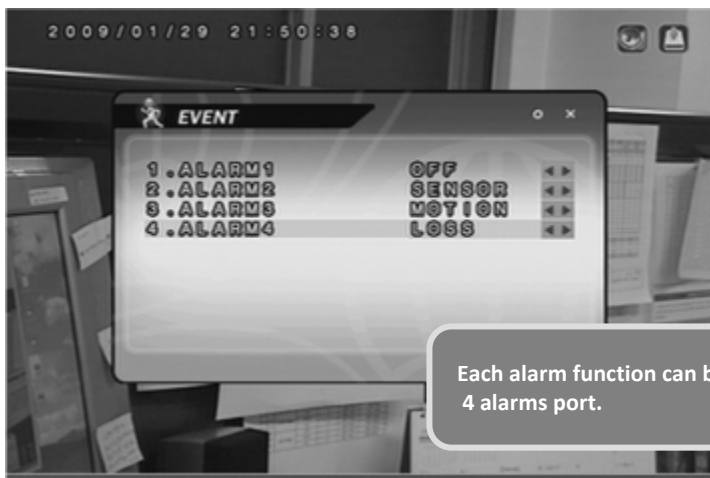 2009/01/29 21:50:38
EVENT
1.ALARM1 OFF
2.ALARM2 SENSOR
3.ALARM3 MOTION
4.ALARM4 LOSS
Each alarm function can b
4 alarms port.